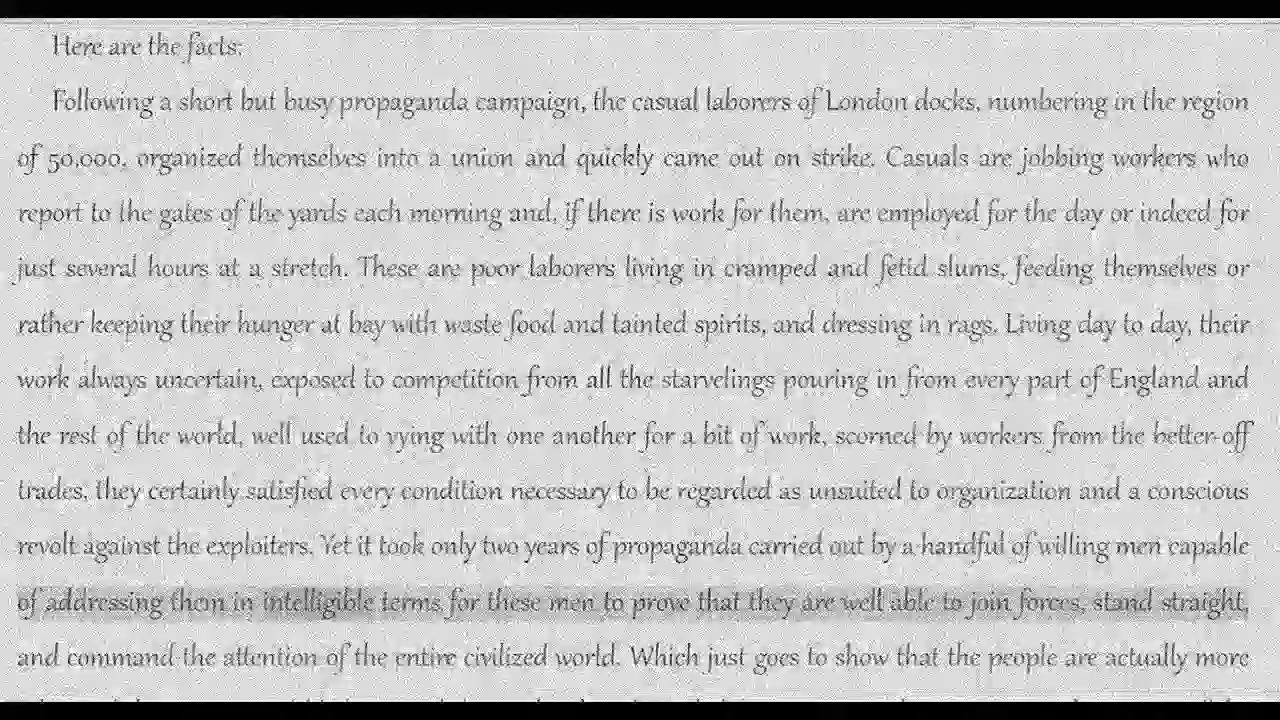 Here are the facts:
Following a short but busy propaganda campaign, the casual laborers of London docks, numbering in the region
of 50,000, organized themselves into a union and quickly came out on strike. Casuals are jobbing workers who
report to the gates of the yards each morning and, if there is work for them, are employed for the day or indeed for
just several hours at a stretch. These are poor laborers living in cramped and fetid slums, feeding themselves or
rather keeping their hunger at bay with waste food and tainted spirits, and dressing in rags. Living day to day, their
work always uncertain, exposed to competition from all the starvelings pouring in from every part of England and
the rest of the world, well used to vying with one another for a bit of work, scorned by workers from the better-off
trades, they certainly satisfied every condition necessary to be regarded as unsuited to organization and a conscious
revolt against the exploiters. Yet it took only two years of propaganda carried out by a handful of willing men capable
of addressing them in intelligible terms for these men to prove that they are well able to join forces, stand straight,
and command the attention of the entire civilized world. Which just goes to show that the people are actually more